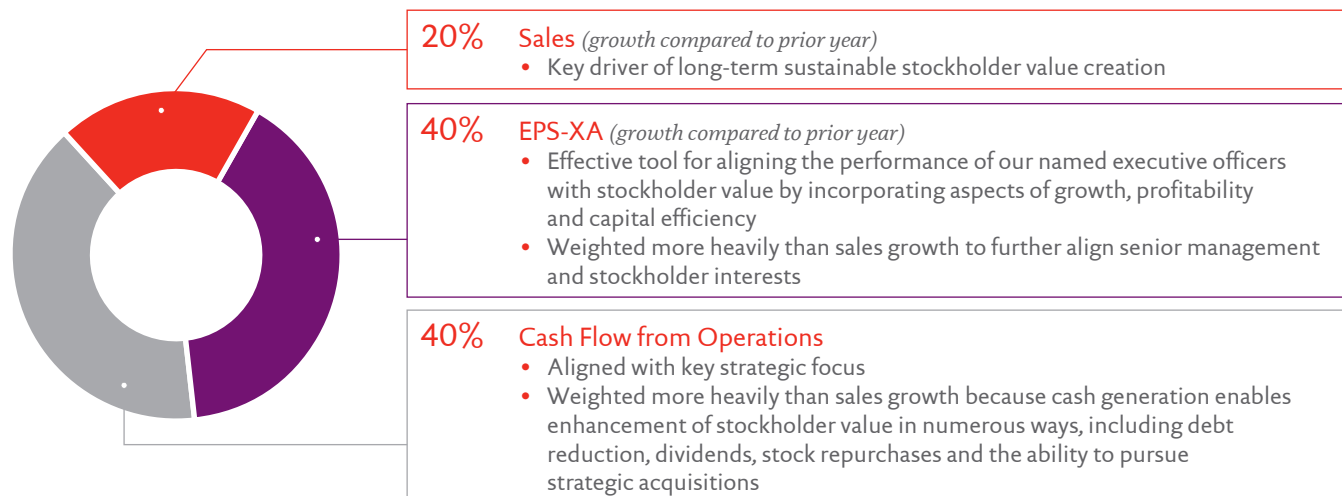 20% Sales (growth compared to prior year)
• Key driver of long-term sustainable stockholder value creation
40% EPS-XA (growth compared to prior year)
• Effective tool for aligning the performance of our named executive officers
with stockholder value by incorporating aspects of growth, profitability
and capital efficiency
• Weighted more heavily than sales growth to further align senior management
and stockholder interests
40% Cash Flow from Operations
• Aligned with key strategic focus
• Weighted more heavily than sales growth because cash generation enables
enhancement of stockholder value in numerous ways, including debt
reduction, dividends, stock repurchases and the ability to pursue
strategic acquisitions